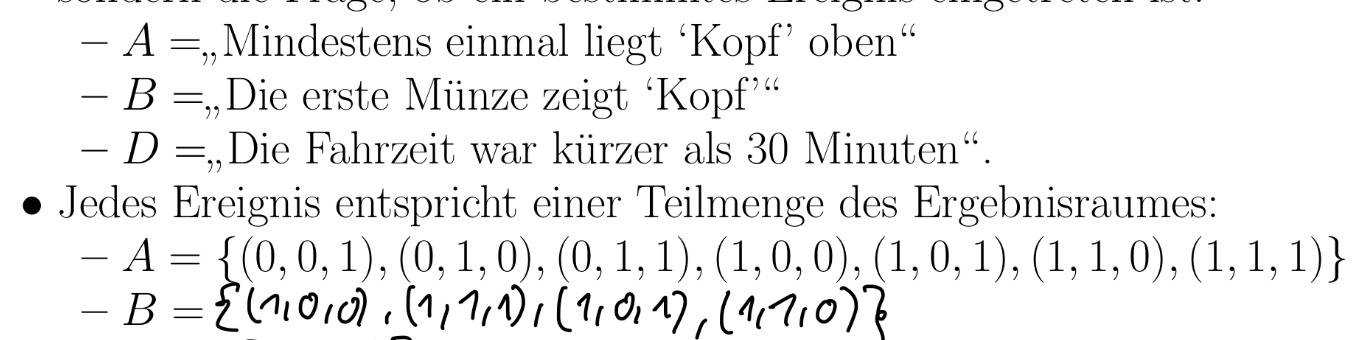 sondern die Frage, ob ein bestimmtes Ereignis eingetreten ist:
– A =„Mindestens einmal liegt ‘Kopf’ oben“
– B =„Die erste Münze zeigt ‘Kopf’“
– D =„Die Fahrzeit war kürzer als 30 Minuten“.
• Jedes Ereignis entspricht einer Teilmenge des Ergebnisraumes:
– A = {(0, 0, 1), (0, 1, 0), (0, 1, 1), (1, 0, 0), (1, 0, 1), (1, 1, 0), (1, 1, 1)}
– B = {(1,0,0), (1,1,1), (1,0,1), (1,1,0)}